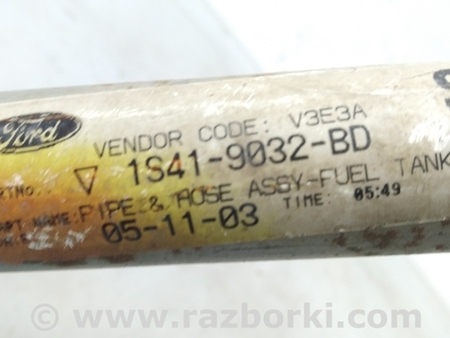 Ford
VENDOR CODE: V3E3A
1S41-9032-BD
PIPE & HOSE ASSY-FUEL TANK
05-11-03 TIME: 05:49
© www.razborki.com